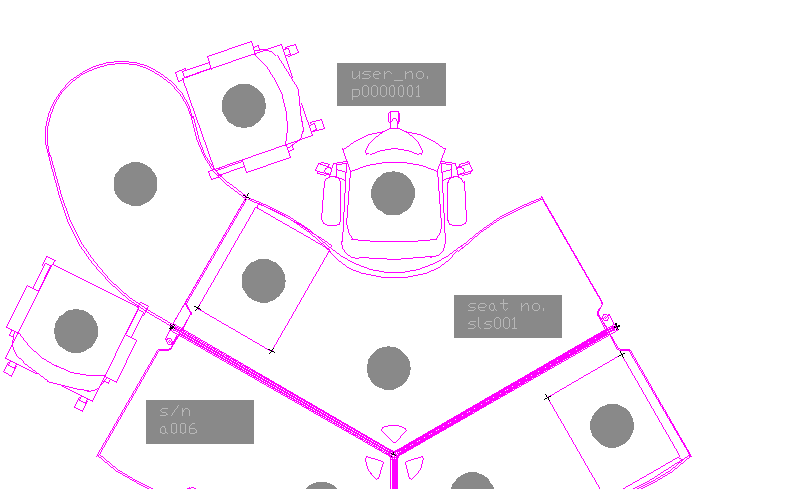 user_no.
p0000001
seat no.
sls001
s/n
a006